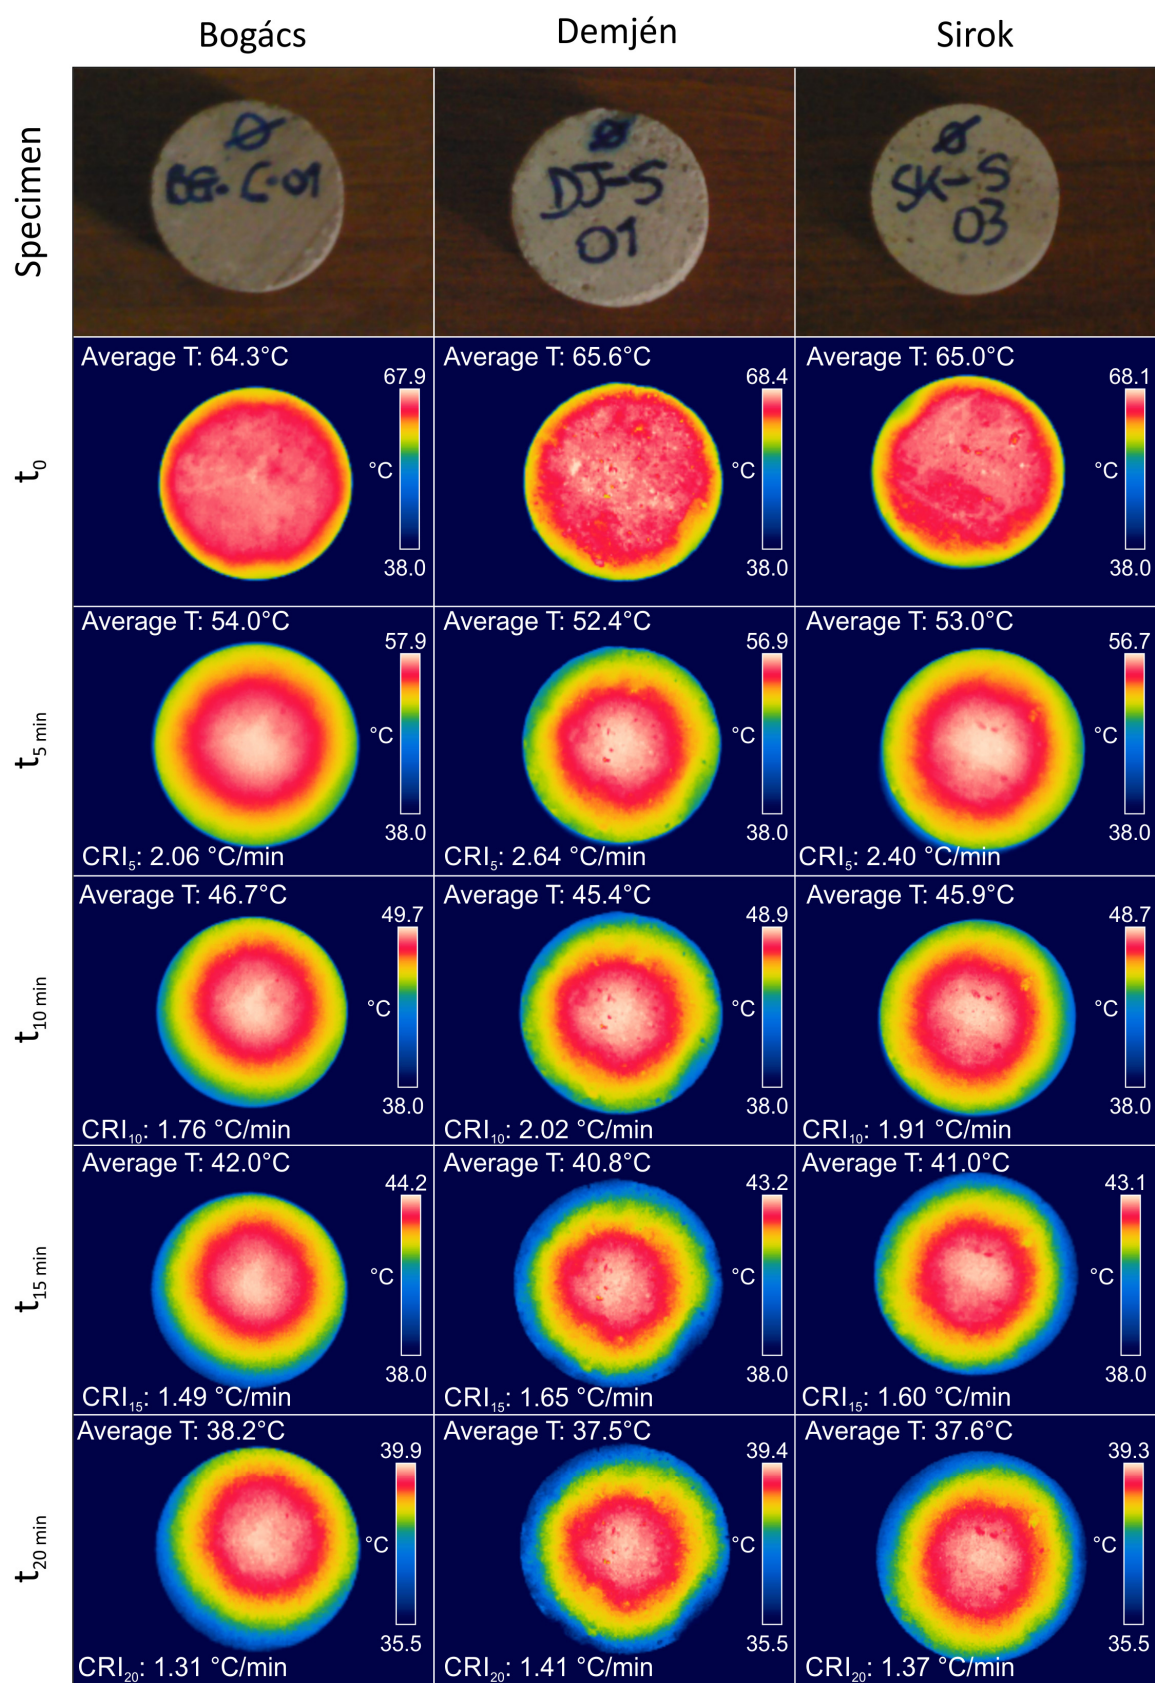 Bogács
Demjén
Sirok
Specimen
Ø
BG-C-01
Ø
DJ-S
01
Ø
SK-S
03
t0
Average T: 64.3°C
67.9
°C
38.0
Average T: 65.6°C
68.4
°C
38.0
Average T: 65.0°C
68.1
°C
38.0
t5 min
Average T: 54.0°C
57.9
°C
38.0
CRI5: 2.06 °C/min
Average T: 52.4°C
56.9
°C
38.0
CRI5: 2.64 °C/min
Average T: 53.0°C
56.7
°C
38.0
CRI5: 2.40 °C/min
t10 min
Average T: 46.7°C
49.7
°C
38.0
CRI10: 1.76 °C/min
Average T: 45.4°C
48.9
°C
38.0
CRI10: 2.02 °C/min
Average T: 45.9°C
48.7
°C
38.0
CRI10: 1.91 °C/min
t15 min
Average T: 42.0°C
44.2
°C
38.0
CRI15: 1.49 °C/min
Average T: 40.8°C
43.2
°C
38.0
CRI15: 1.65 °C/min
Average T: 41.0°C
43.1
°C
38.0
CRI15: 1.60 °C/min
t20 min
Average T: 38.2°C
39.9
°C
35.5
CRI20: 1.31 °C/min
Average T: 37.5°C
39.4
°C
35.5
CRI20: 1.41 °C/min
Average T: 37.6°C
39.3
°C
35.5
CRI20: 1.37 °C/min